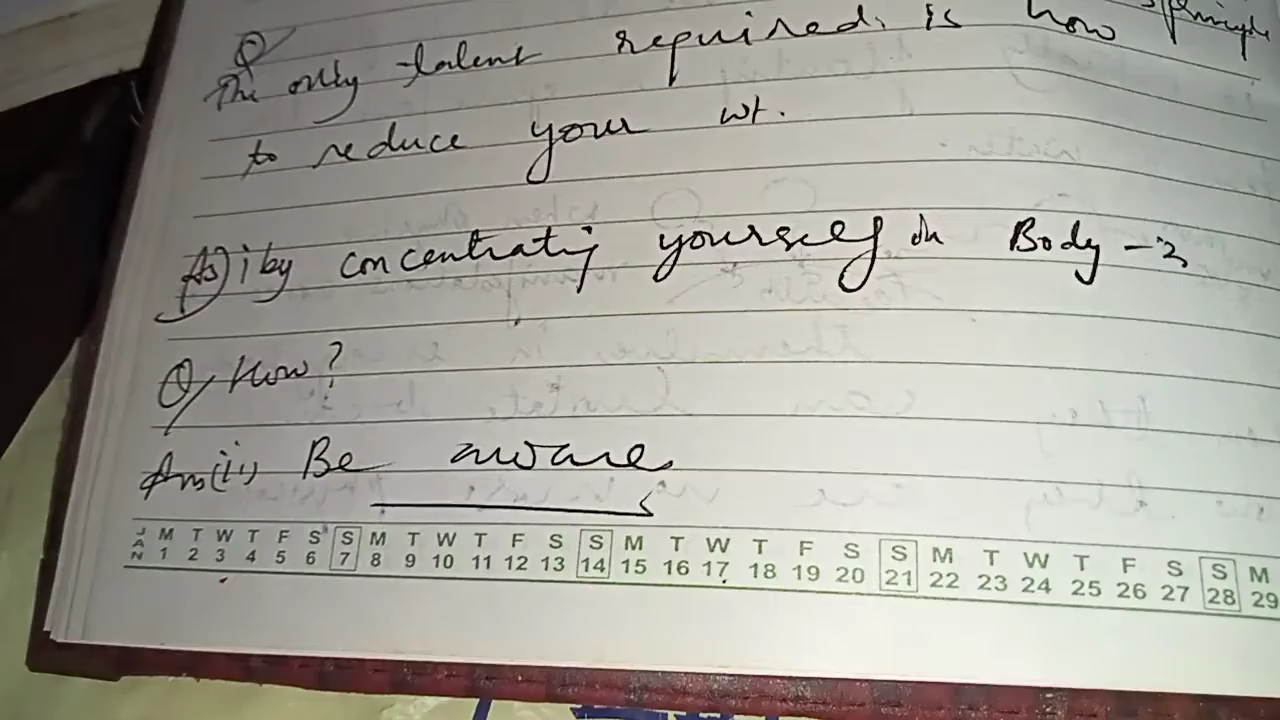 Q
The only talent required, is how
to reduce your wt.
A) i by concentrating yourself in Body -2
Q/ How?
Ans(i) Be aware
JAN M T W T F S S M T W T F S S M T W T F S S M T W T F S S M
1 2 3 4 5 6 7 8 9 10 11 12 13 14 15 16 17 18 19 20 21 22 23 24 25 26 27 28 29